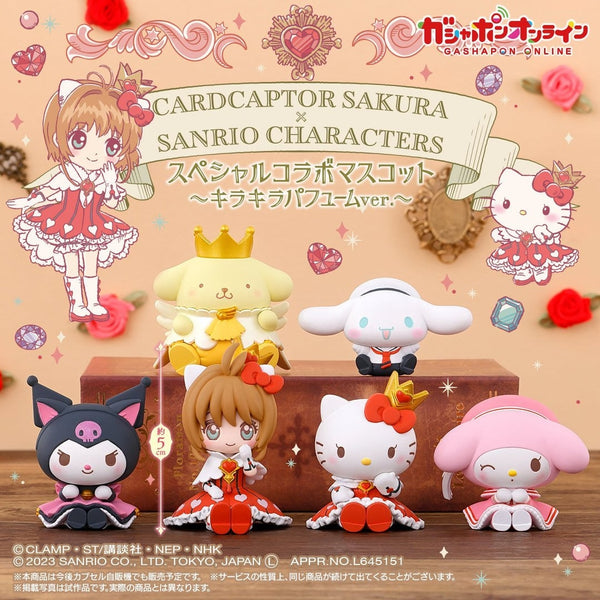 ガシャポンオンライン
GASHAPON ONLINE
CARDCAPTOR SAKURA
×
SANRIO CHARACTERS
スペシャルコラボマスコット
～キラキラパフュームver.～
約5cm
©CLAMP・ST/講談社・NEP・NHK
©2023 SANRIO CO., LTD. TOKYO, JAPAN Ⓛ APPR.NO.L645151
※本商品は今後カプセル自販機でも販売予定です。 ※サービスの性質上、同じ商品が続けて出てくることがございます。
※掲載写真は試作品です。実際の商品とは異なることがあります。